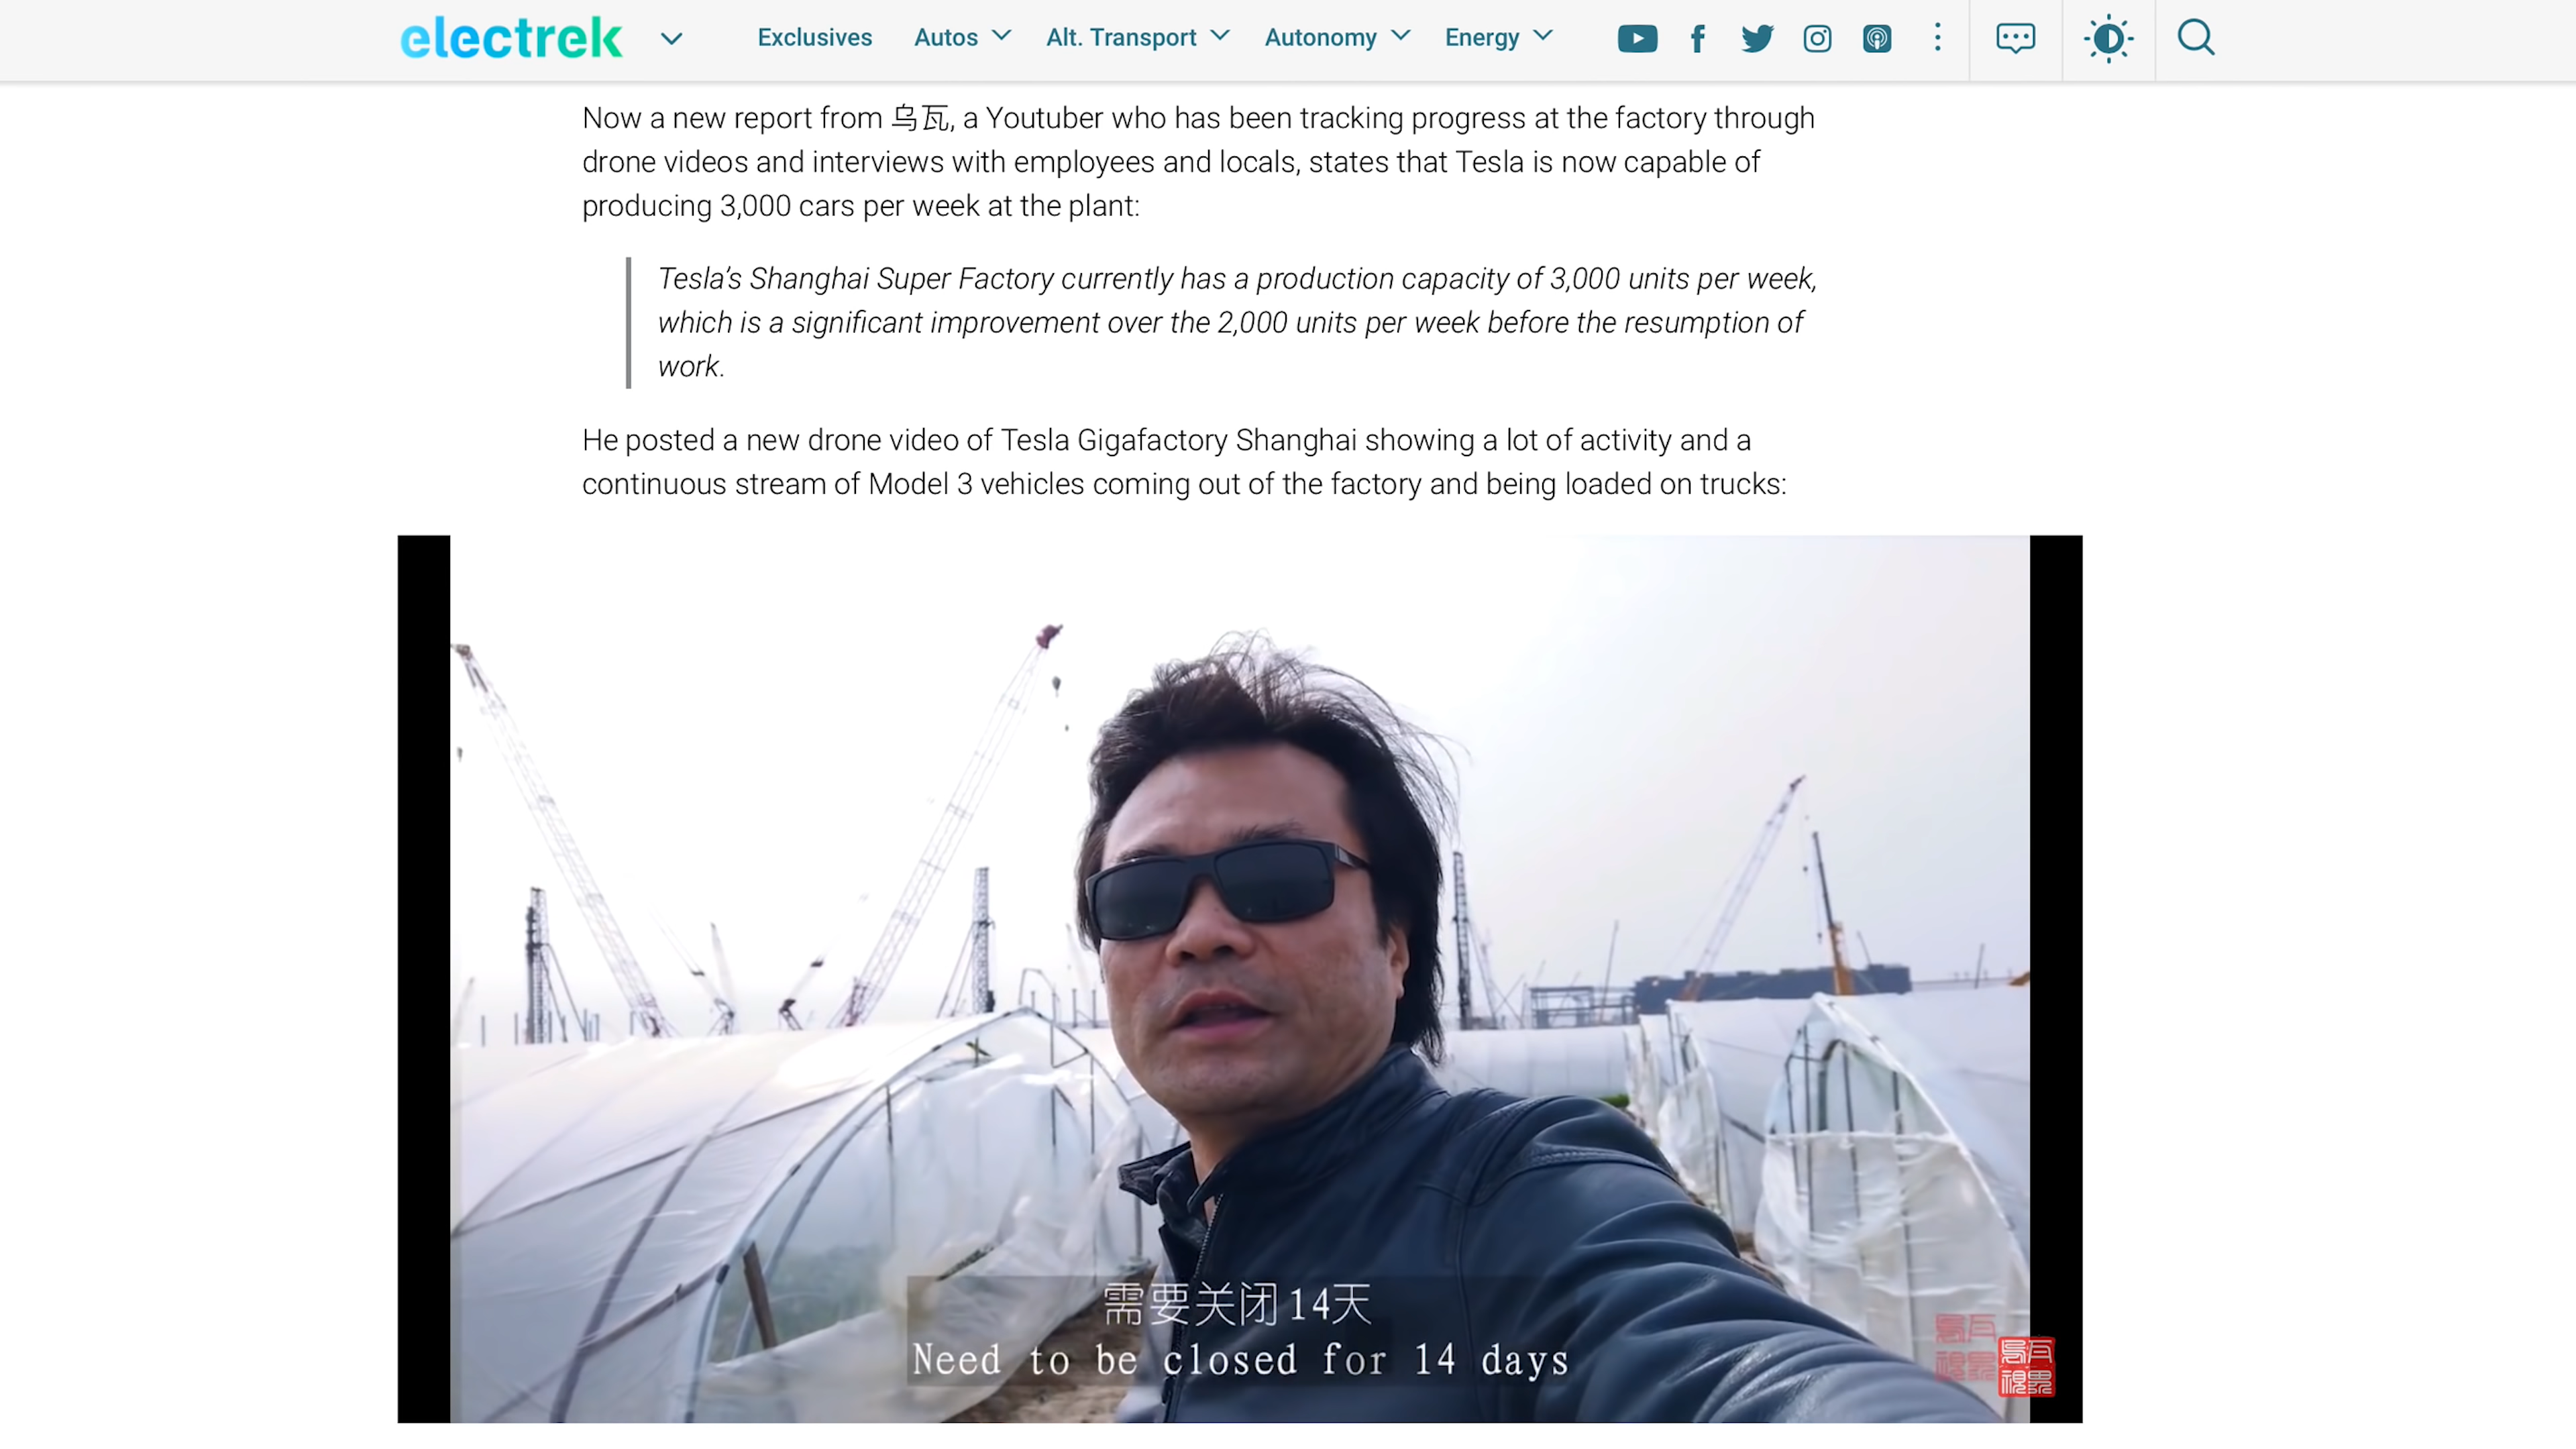 electrek
Exclusives
Autos
Alt. Transport
Autonomy
Energy
Now a new report from 乌瓦, a Youtuber who has been tracking progress at the factory through
drone videos and interviews with employees and locals, states that Tesla is now capable of
producing 3,000 cars per week at the plant:
Tesla’s Shanghai Super Factory currently has a production capacity of 3,000 units per week,
which is a significant improvement over the 2,000 units per week before the resumption of
work.
He posted a new drone video of Tesla Gigafactory Shanghai showing a lot of activity and a
continuous stream of Model 3 vehicles coming out of the factory and being loaded on trucks:
需要关闭14天
Need to be closed for 14 days